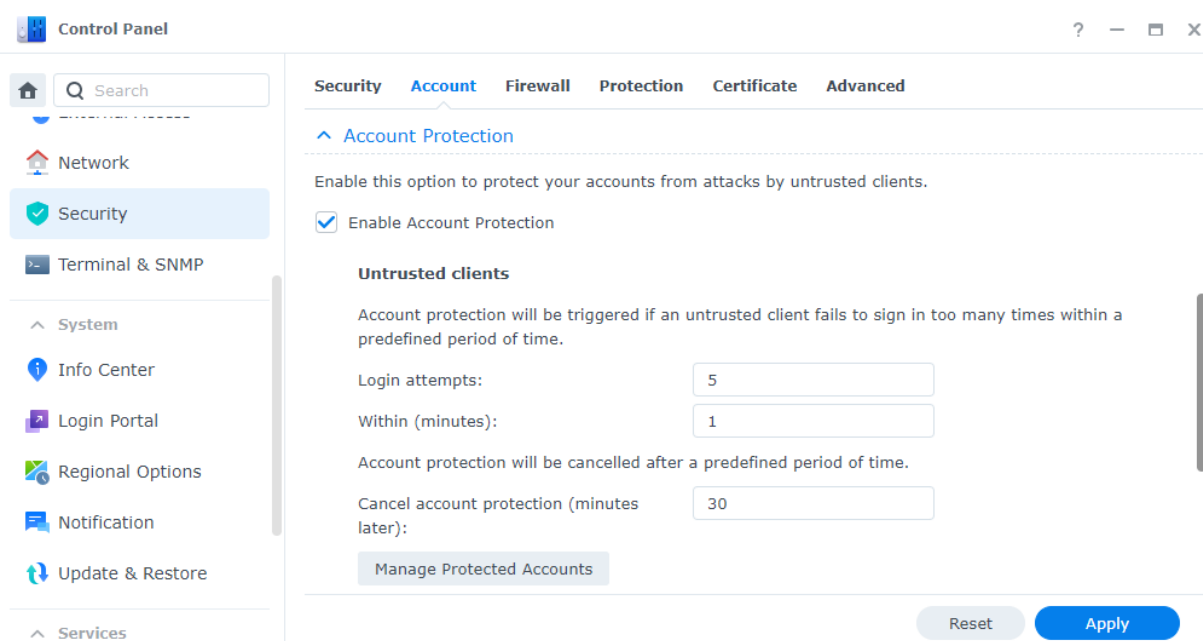 Control Panel
?
Search
Security Account Firewall Protection Certificate Advanced
Account Protection
Network
Enable this option to protect your accounts from attacks by untrusted clients.
Security
Enable Account Protection
Terminal & SNMP
Untrusted clients
Account protection will be triggered if an untrusted client fails to sign in too many times within a
predefined period of time.
System
Info Center
Login attempts: 5
Login Portal
Within (minutes): 1
Account protection will be cancelled after a predefined period of time.
Regional Options
Cancel account protection (minutes
later): 30
Notification
Update & Restore
Manage Protected Accounts
Services
Reset Apply